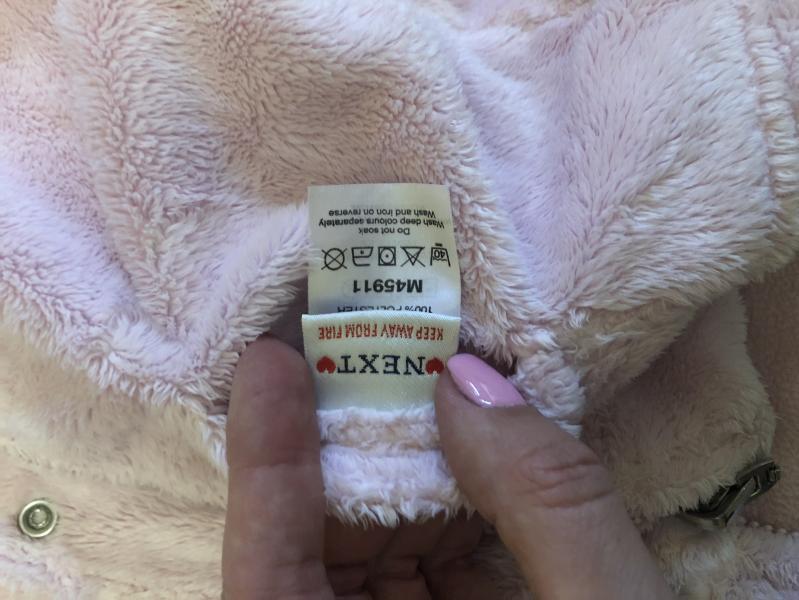 NEXT
KEEP AWAY FROM FIRE
100% POLYESTER
M45911
40
Do not soak
Wash deep colours separately
Wash and iron on reverse